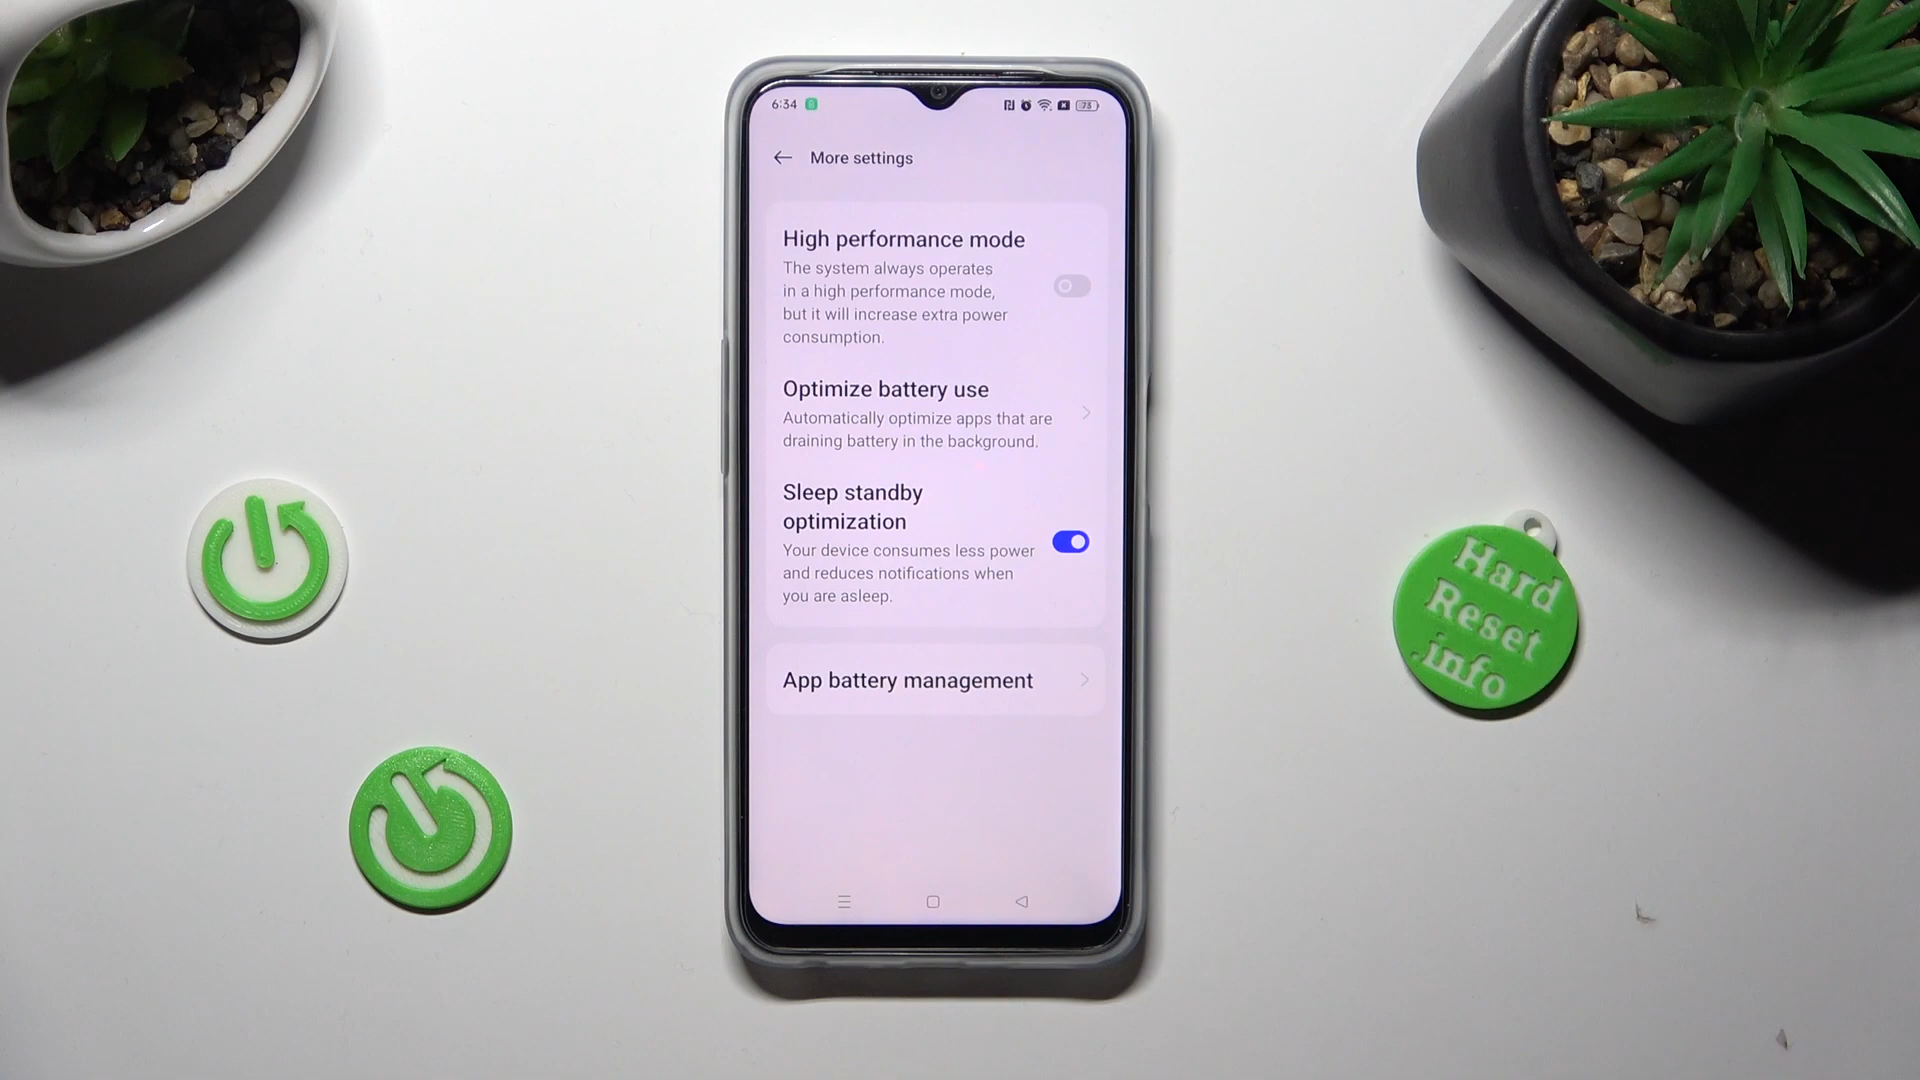 6:34
73
More settings
High performance mode
The system always operates
in a high performance mode,
but it will increase extra power
consumption.
Optimize battery use
Automatically optimize apps that are
draining battery in the background.
Sleep standby
optimization
Your device consumes less power
and reduces notifications when
you are asleep.
App battery management
Hard
Reset
.info